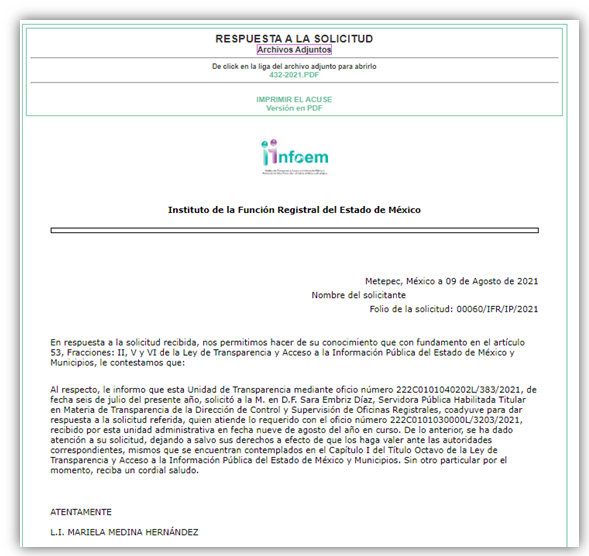 RESPUESTA A LA SOLICITUD
Archivos Adjuntos
De click en la liga del archivo adjunto para abrirlo
432-2021.PDF
IMPRIMIR EL ACUSE
Versión en PDF
infoem
Instituto de la Función Registral del Estado de México
Metepec, México a 09 de Agosto de 2021
Nombre del solicitante
Folio de la solicitud: 00060/IFR/IP/2021
En respuesta a la solicitud recibida, nos permitimos hacer de su conocimiento que con fundamento en el artículo
53, Fracciones: II, V y VI de la Ley de Transparencia y Acceso a la Información Pública del Estado de México y
Municipios, le contestamos que:
Al respecto, le informo que esta Unidad de Transparencia mediante oficio número 222C0101040202L/383/2021, de
fecha seis de julio del presente año, solicitó a la M. en D.F. Sara Embriz Díaz, Servidora Pública Habilitada Titular
en Materia de Transparencia de la Dirección de Control y Supervisión de Oficinas Registrales, coadyuve para dar
respuesta a la solicitud referida, quien atiende lo requerido con el oficio número 222C0101030000L/3203/2021,
recibido por esta unidad administrativa en fecha nueve de agosto del año en curso. De lo anterior, se ha dado
atención a su solicitud, dejando a salvo sus derechos a efecto de que los haga valer ante las autoridades
correspondientes, mismos que se encuentran contemplados en el Capítulo I del Título Octavo de la Ley de
Transparencia y Acceso a la Información Pública del Estado de México y Municipios. Sin otro particular por el
momento, reciba un cordial saludo.
ATENTAMENTE
L.I. MARIELA MEDINA HERNÁNDEZ